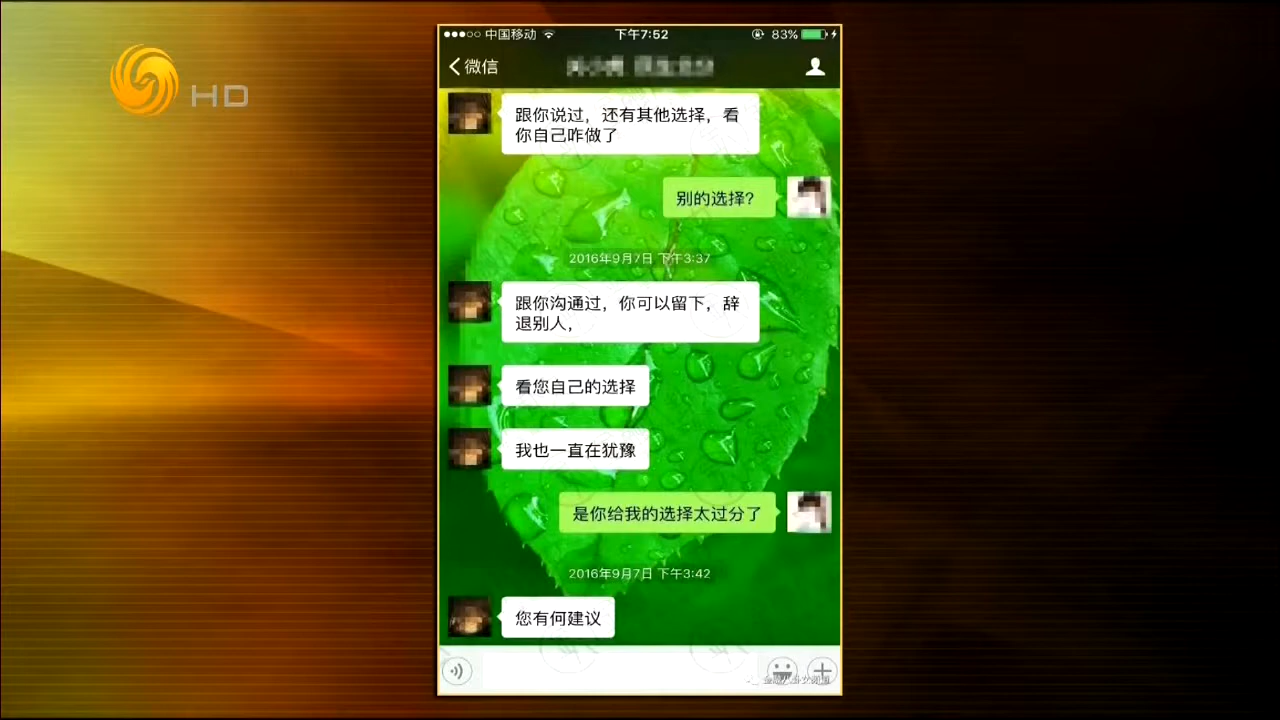 HD
中国移动
下午7:52
83%
微信
跟你说过，还有其他选择，看
你自己咋做了
别的选择？
2016年9月7日 下午3:37
跟你沟通过，你可以留下，辞
退别人，
看您自己的选择
我也一直在犹豫
是你给我的选择太过分了
2016年9月7日 下午3:42
您有何建议